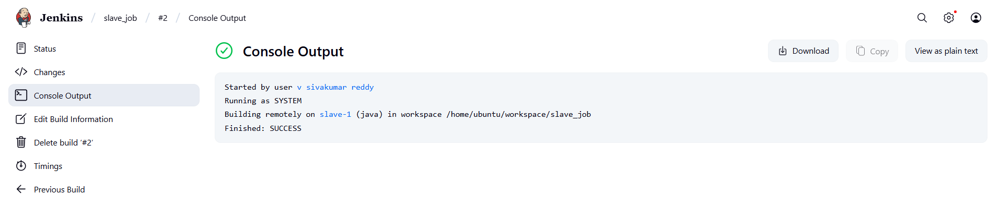 Jenkins / slave_job / #2 / Console Output
Status
Changes
Console Output
Edit Build Information
Delete build ‘#2’
Timings
Previous Build
Console Output
Download
Copy
View as plain text
Started by user v sivakumar reddy
Running as SYSTEM
Building remotely on slave-1 (java) in workspace /home/ubuntu/workspace/slave_job
Finished: SUCCESS